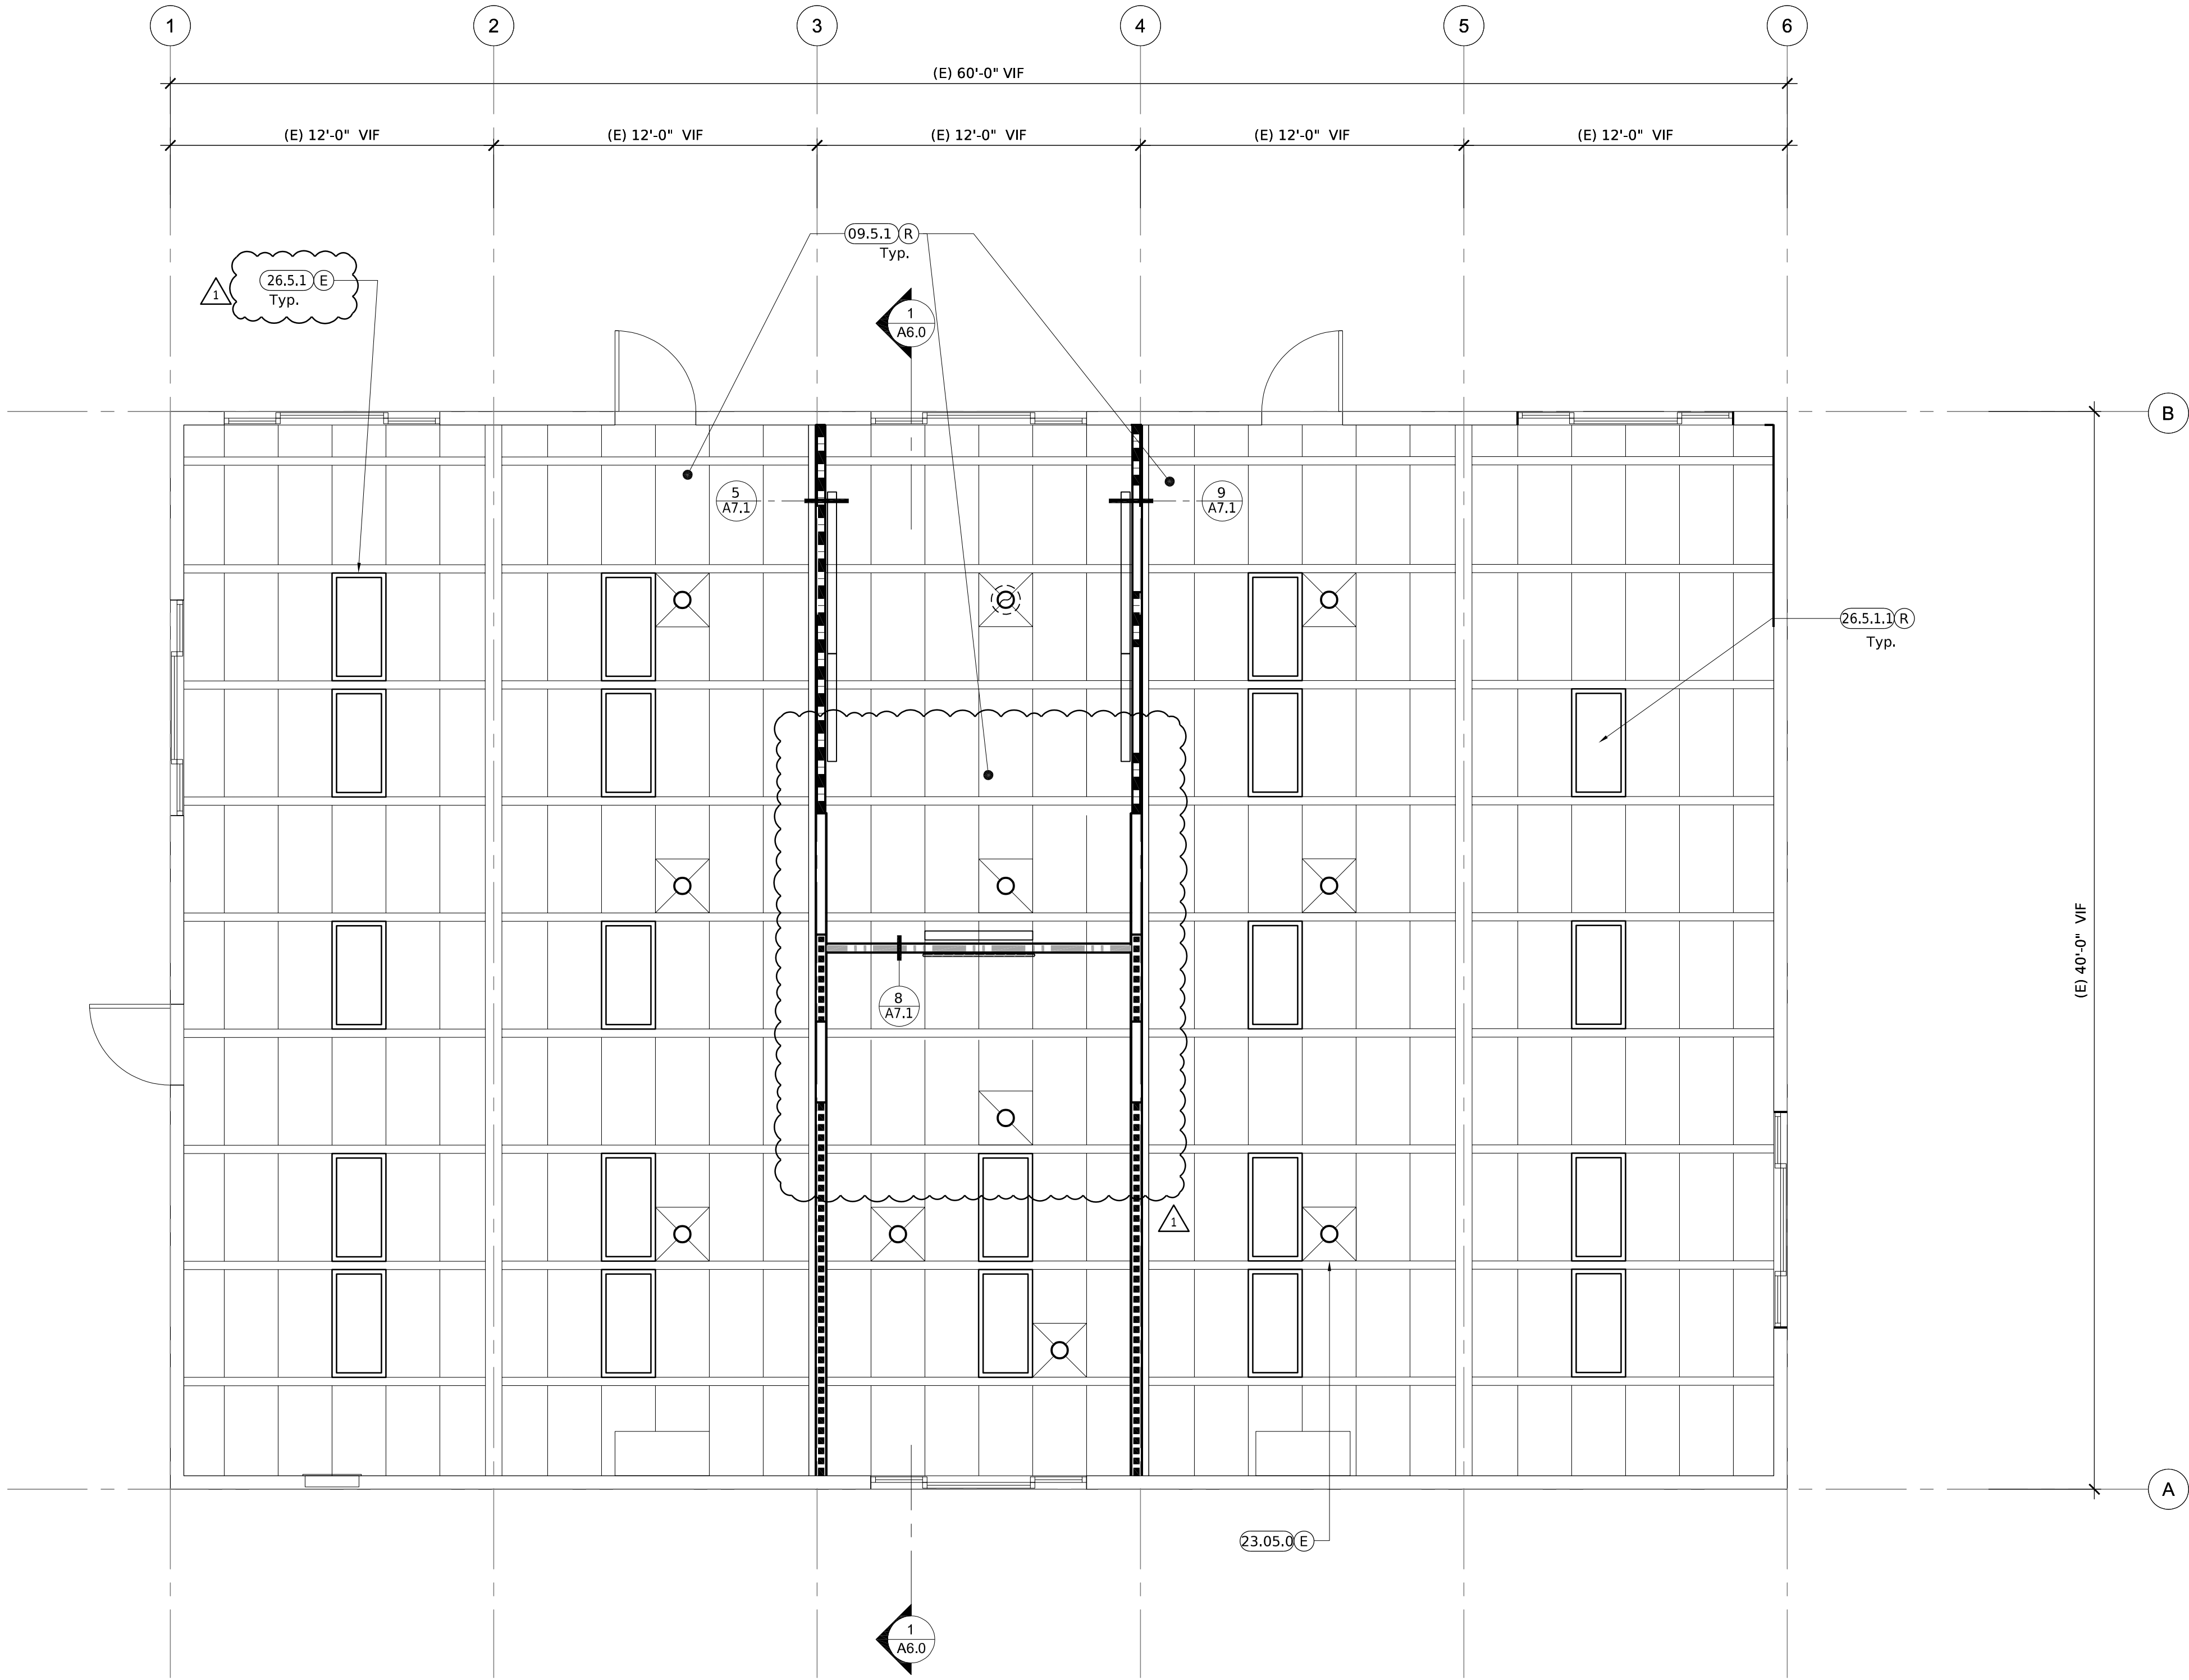 1
2
3
4
5
6
(E) 60'-0" VIF
(E) 12'-0" VIF
(E) 12'-0" VIF
(E) 12'-0" VIF
(E) 12'-0" VIF
(E) 12'-0" VIF
09.5.1 R
Typ.
26.5.1 E
Typ.
1
1
A6.0
B
5
A7.1
9
A7.1
26.5.1.1 R
Typ.
(E) 40'-0" VIF
8
A7.1
1
A
23.05.0 E
1
A6.0